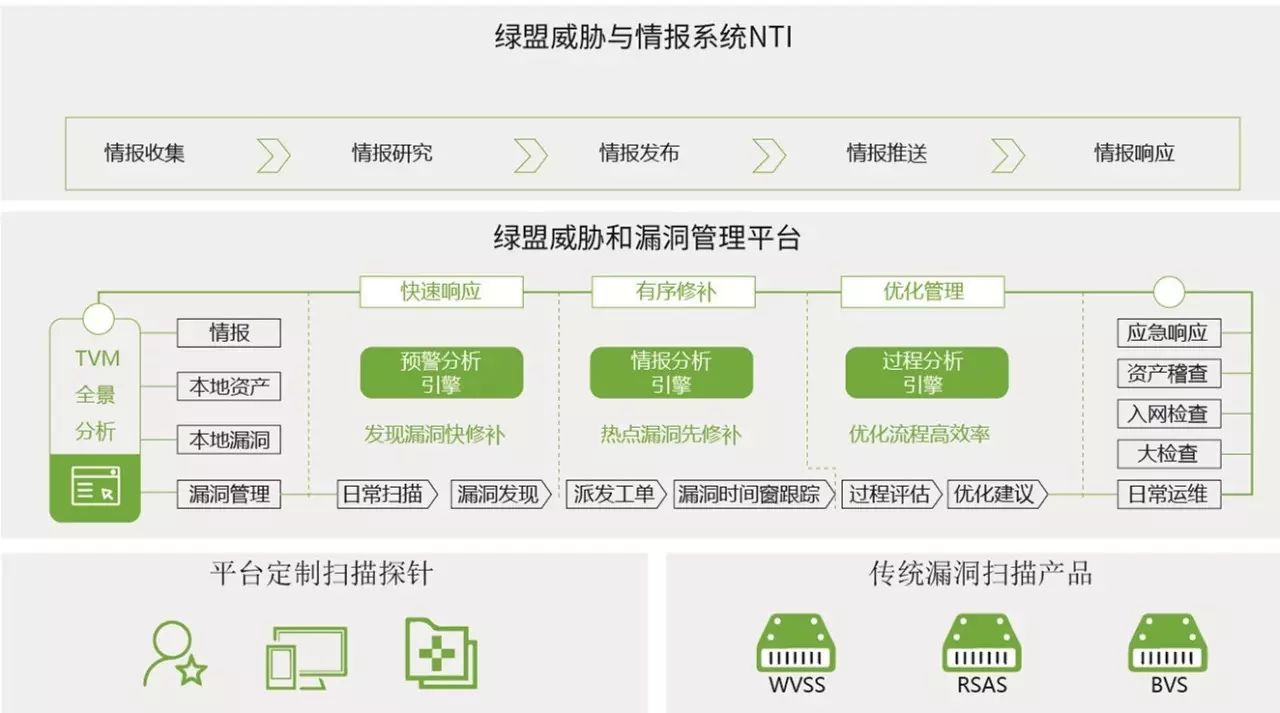 绿盟威胁与情报系统NTI
情报收集
情报研究
情报发布
情报推送
情报响应
绿盟威胁和漏洞管理平台
快速响应
有序修补
优化管理
TVM
全景
分析
情报
本地资产
本地漏洞
漏洞管理
预警分析
引擎
情报分析
引擎
过程分析
引擎
发现漏洞快修补
热点漏洞先修补
优化流程高效率
日常扫描
漏洞发现
派发工单
漏洞时间窗跟踪
过程评估
优化建议
应急响应
资产稽查
入网检查
大检查
日常运维
平台定制扫描探针
传统漏洞扫描产品
WVSS
RSAS
BVS